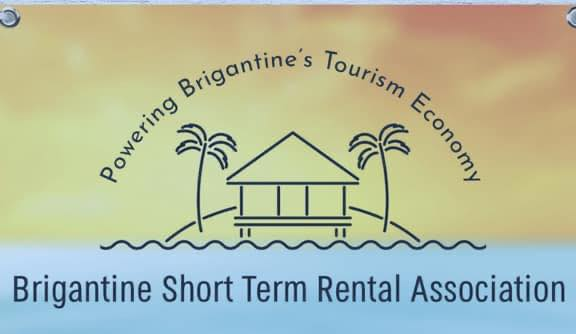 Powering Brigantine's Tourism Economy
Brigantine Short Term Rental Association